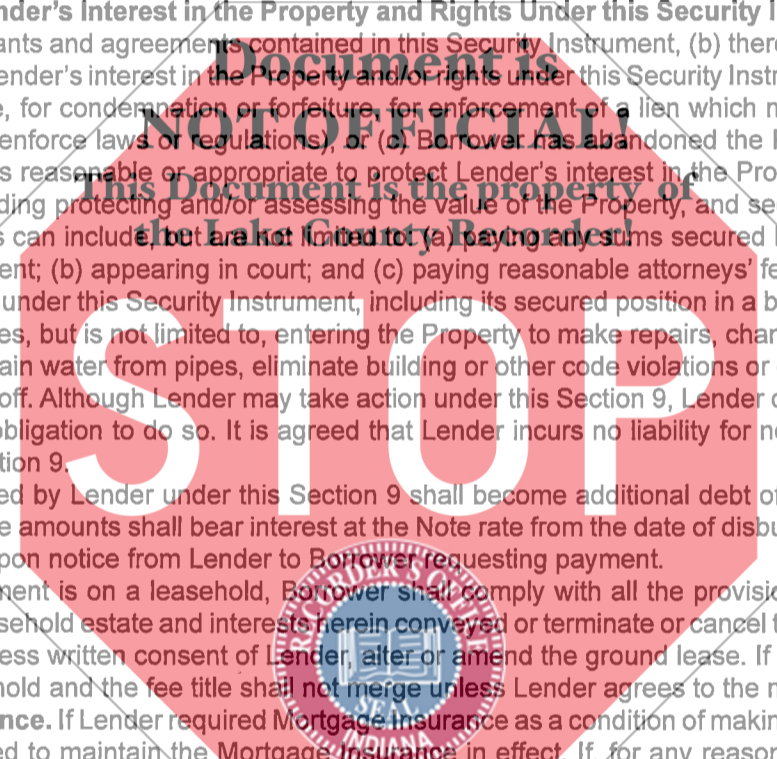 nder’s Interest in the Property and Rights Under this Security I
ants and agreements contained in this Security Instrument, (b) ther
Document is
ender’s interest in the Property and/or rights under this Security Instr
e, for condemnation or forfeiture, for enforcement of a lien which m
NOT OFFICIAL!
enforce laws or regulations), or (c) Borrower has abandoned the
s reasonable or appropriate to protect Lender’s interest in the Pro
This Document is the property of
ding protecting and/or assessing the value of the Property, and se
the Lake County Recorder!
s can include, but are not limited to: (a) paying any sums secured
ent; (b) appearing in court; and (c) paying reasonable attorneys’ fe
under this Security Instrument, including its secured position in a b
es, but is not limited to, entering the Property to make repairs, chan
ain water from pipes, eliminate building or other code violations or
STOP
off. Although Lender may take action under this Section 9, Lender
obligation to do so. It is agreed that Lender incurs no liability for n
tion 9.
ed by Lender under this Section 9 shall become additional debt of
e amounts shall bear interest at the Note rate from the date of disbu
pon notice from Lender to Borrower requesting payment.
ment is on a leasehold, Borrower shall comply with all the provisio
sehold estate and interests herein conveyed or terminate or cancel t
ess written consent of Lender, alter or amend the ground lease. If
hold and the fee title shall not merge unless Lender agrees to the m
nce. If Lender required Mortgage Insurance as a condition of makin
ed to maintain the Mortgage Insurance in effect. If, for any reason
RECORDER'S OFFICE
SEAL
INDIANA